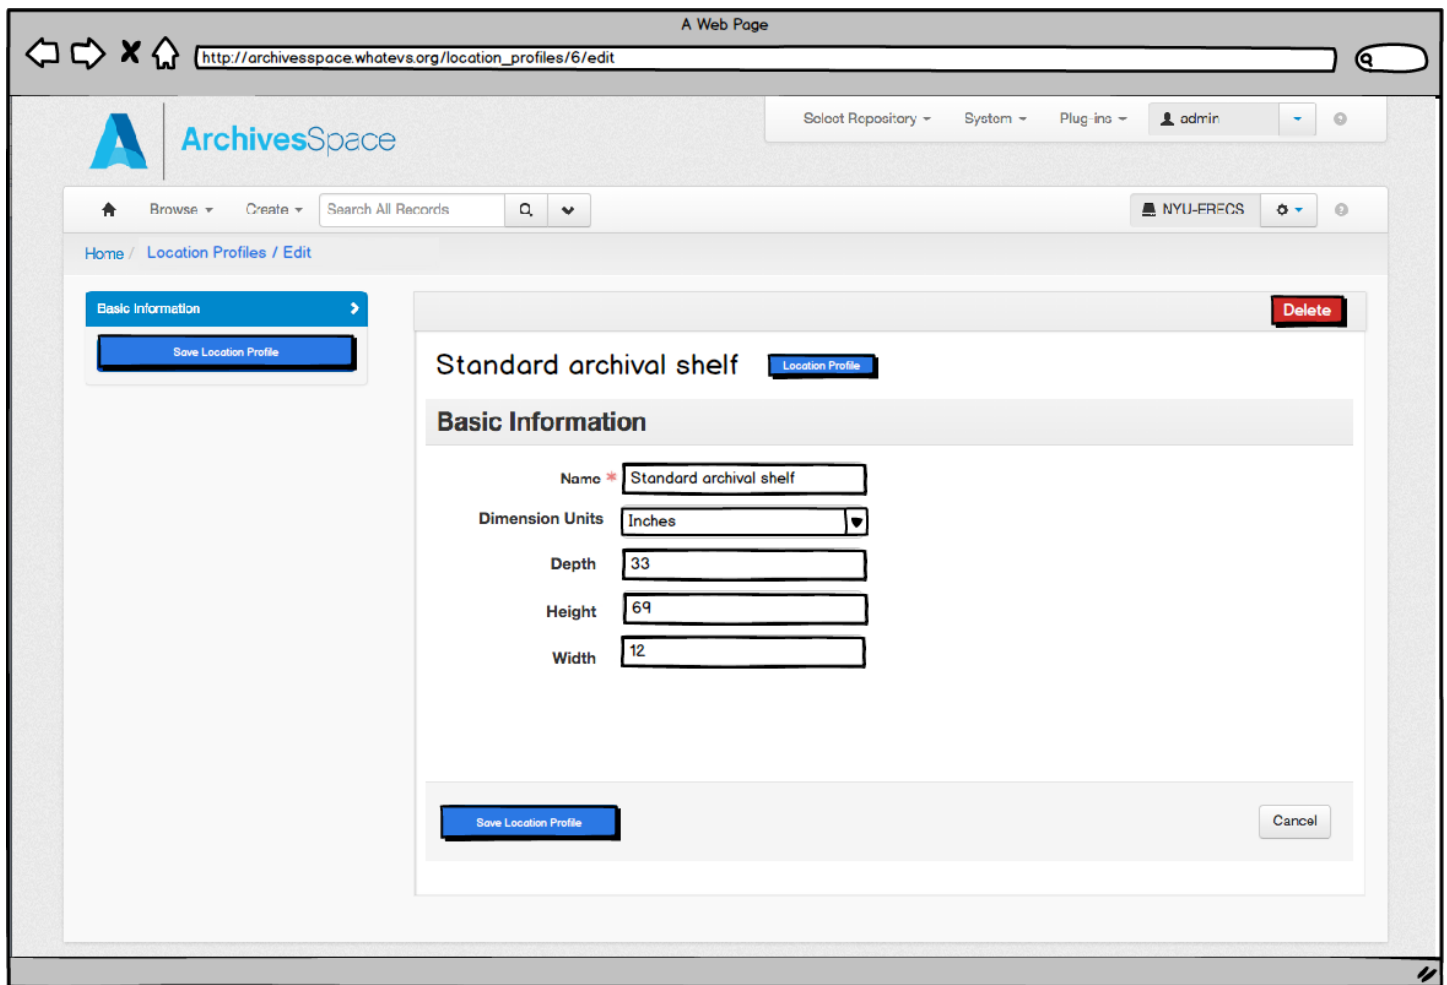 A Web Page
http://archivesspace.whatevs.org/location_profiles/6/edit
ArchivesSpace
Select Repository
System
Plug-ins
admin
Browse
Create
Search All Records
NYU-FRECS
Home / Location Profiles / Edit
Basic Information
Save Location Profile
Delete
Standard archival shelf
Location Profile
Basic Information
Name * Standard archival shelf
Dimension Units Inches
Depth 33
Height 69
Width 12
Save Location Profile
Cancel